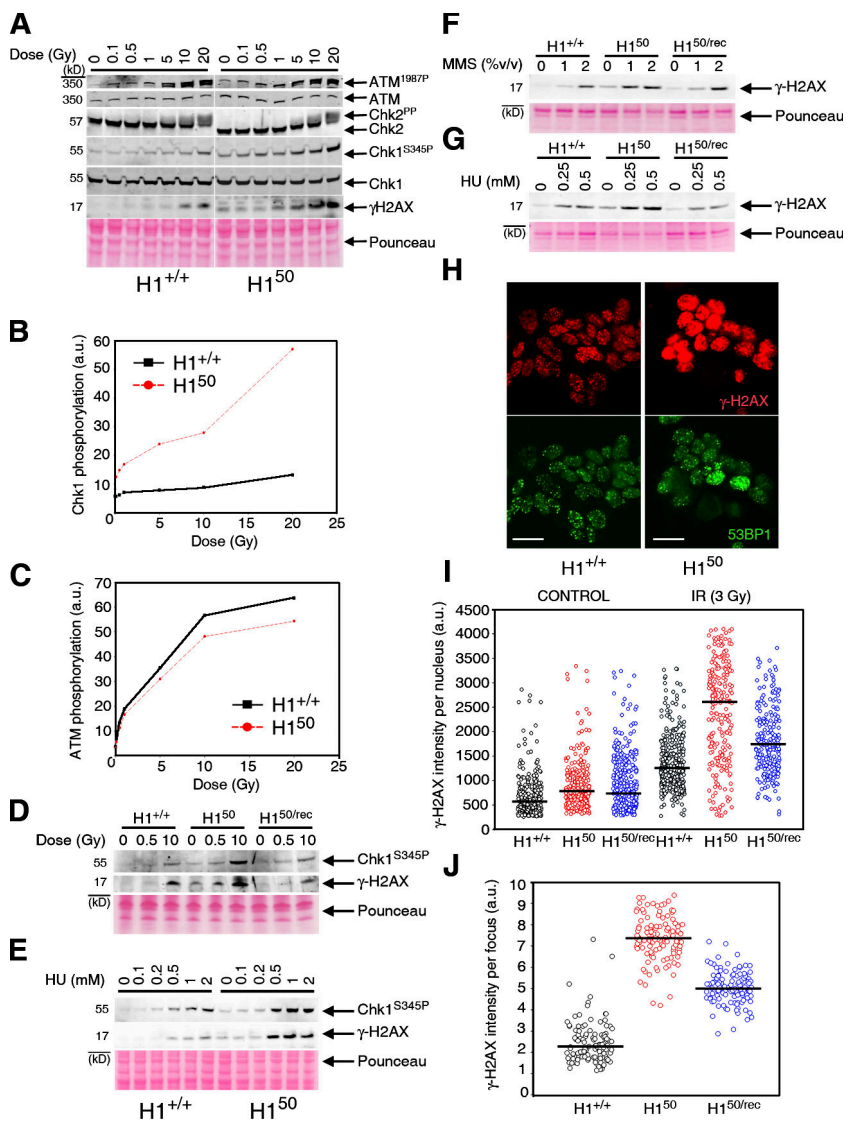 A
Dose (Gy) 0 0.1 0.5 1 5 10 20 0 0.1 0.5 1 5 10 20
(kD)
350 ATM1987P
350 ATM
57 Chk2PP
Chk2
55 Chk1S345P
55 Chk1
17 γH2AX
Pounceau
H1+/+ H150
B
Chk1 phosphorylation (a.u.)
60
50
40
30
20
10
0
H1+/+
H150
5 10 15 20 25
Dose (Gy)
C
ATM phosphorylation (a.u.)
70
60
50
40
30
20
10
0
H1+/+
H150
5 10 15 20 25
Dose (Gy)
D
H1+/+ H150 H150/rec
Dose (Gy) 0 0.5 10 0 0.5 10 0 0.5 10
55 Chk1S345P
17 γ-H2AX
(kD) Pounceau
E
HU (mM) 0 0.1 0.2 0.5 1 2 0 0.1 0.2 0.5 1 2
55 Chk1S345P
17 γ-H2AX
(kD) Pounceau
H1+/+ H150
F
H1+/+ H150 H150/rec
MMS (%v/v) 0 1 2 0 1 2 0 1 2
17 γ-H2AX
(kD) Pounceau
G
H1+/+ H150 H150/rec
HU (mM) 0 0.25 0.5 0 0.25 0.5 0 0.25 0.5
17 γ-H2AX
(kD) Pounceau
H
γ-H2AX
53BP1
H1+/+ H150
I
CONTROL IR (3 Gy)
γ-H2AX intensity per nucleus (a.u.)
4500
4000
3500
3000
2500
2000
1500
1000
500
0
H1+/+ H150 H150/rec H1+/+ H150 H150/rec
J
γ-H2AX intensity per focus (a.u.)
10
9
8
7
6
5
4
3
2
1
0
H1+/+ H150 H150/rec